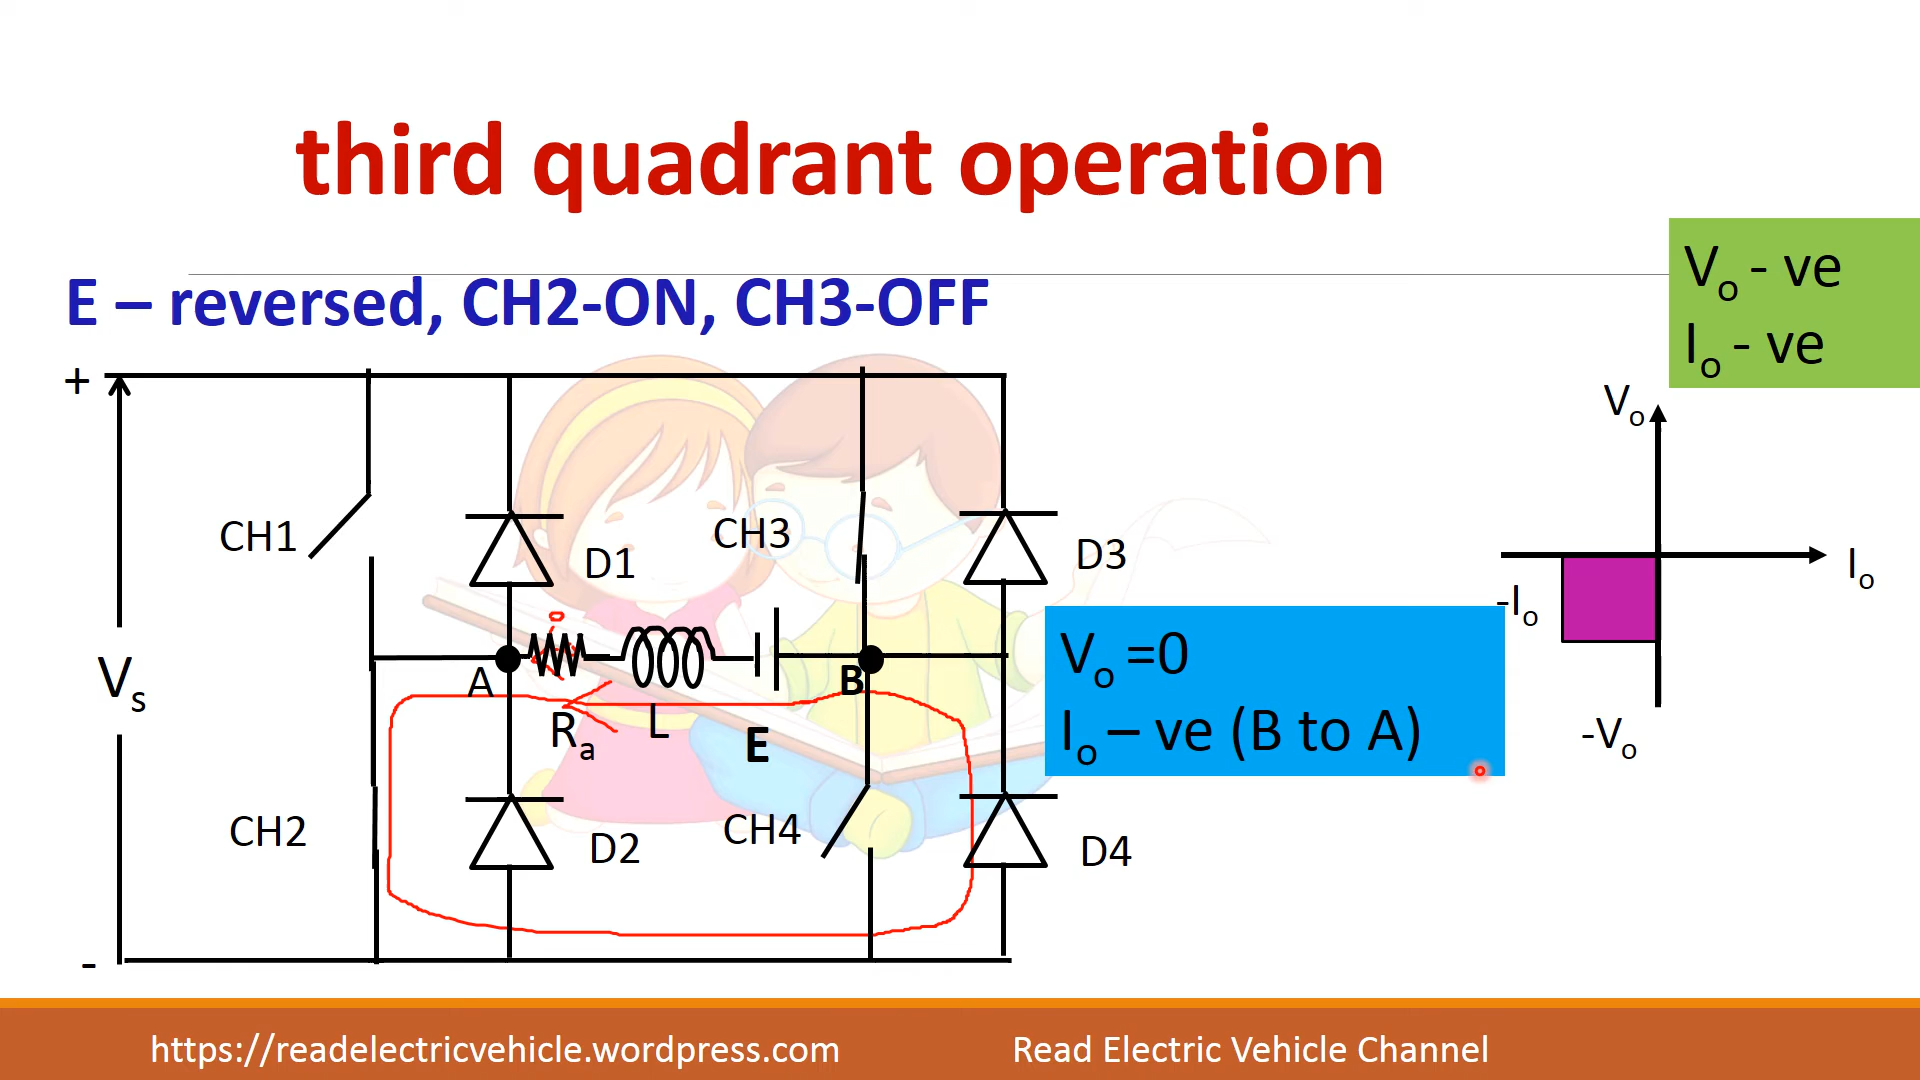 third quadrant operation
E – reversed, CH2-ON, CH3-OFF
Vo - ve
Io - ve
+
Vo
CH1
CH3
D1
D3
Io
-Io
Vs
A
B
Vo =0
Io – ve (B to A)
Ra
L
E
-Vo
CH2
D2
CH4
D4
-
https://readelectricvehicle.wordpress.com
Read Electric Vehicle Channel